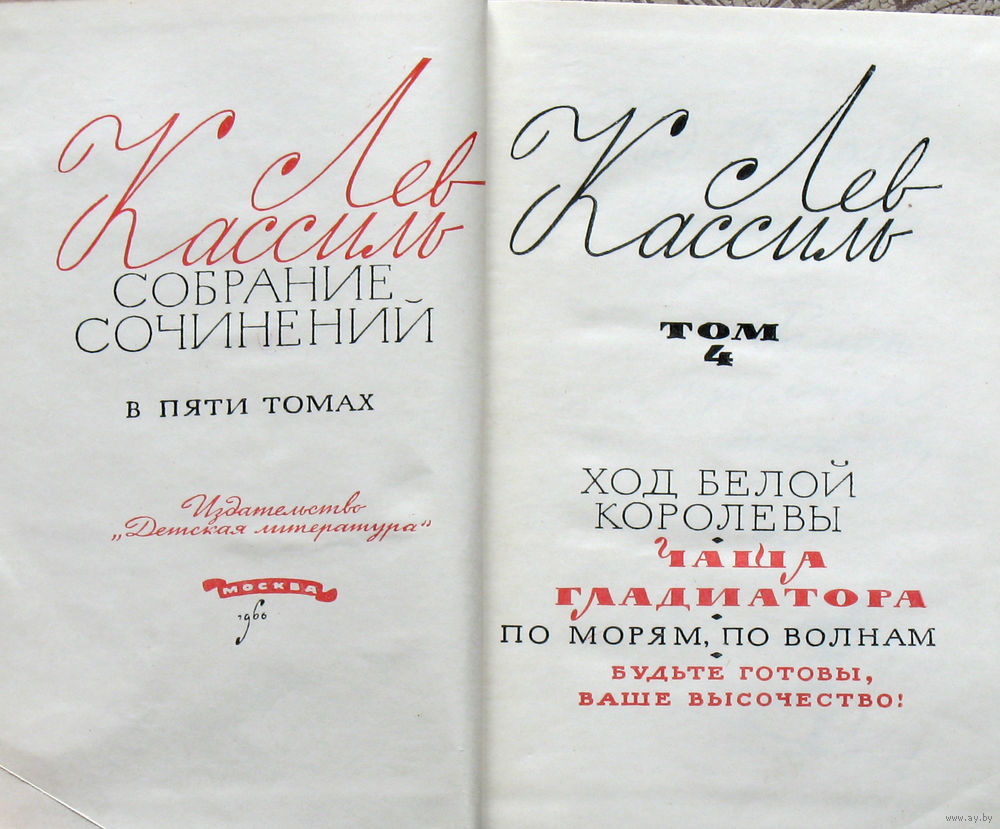 Лев
Кассиль
СОБРАНИЕ
СОЧИНЕНИЙ
В ПЯТИ ТОМАХ
Издательство
„Детская литература“
МОСКВА
1966
Лев
Кассиль
ТОМ
4
ХОД БЕЛОЙ
КОРОЛЕВЫ
ЧАША
ГЛАДИАТОРА
ПО МОРЯМ, ПО ВОЛНАМ
БУДЬТЕ ГОТОВЫ,
ВАШЕ ВЫСОЧЕСТВО!
www.ay.by